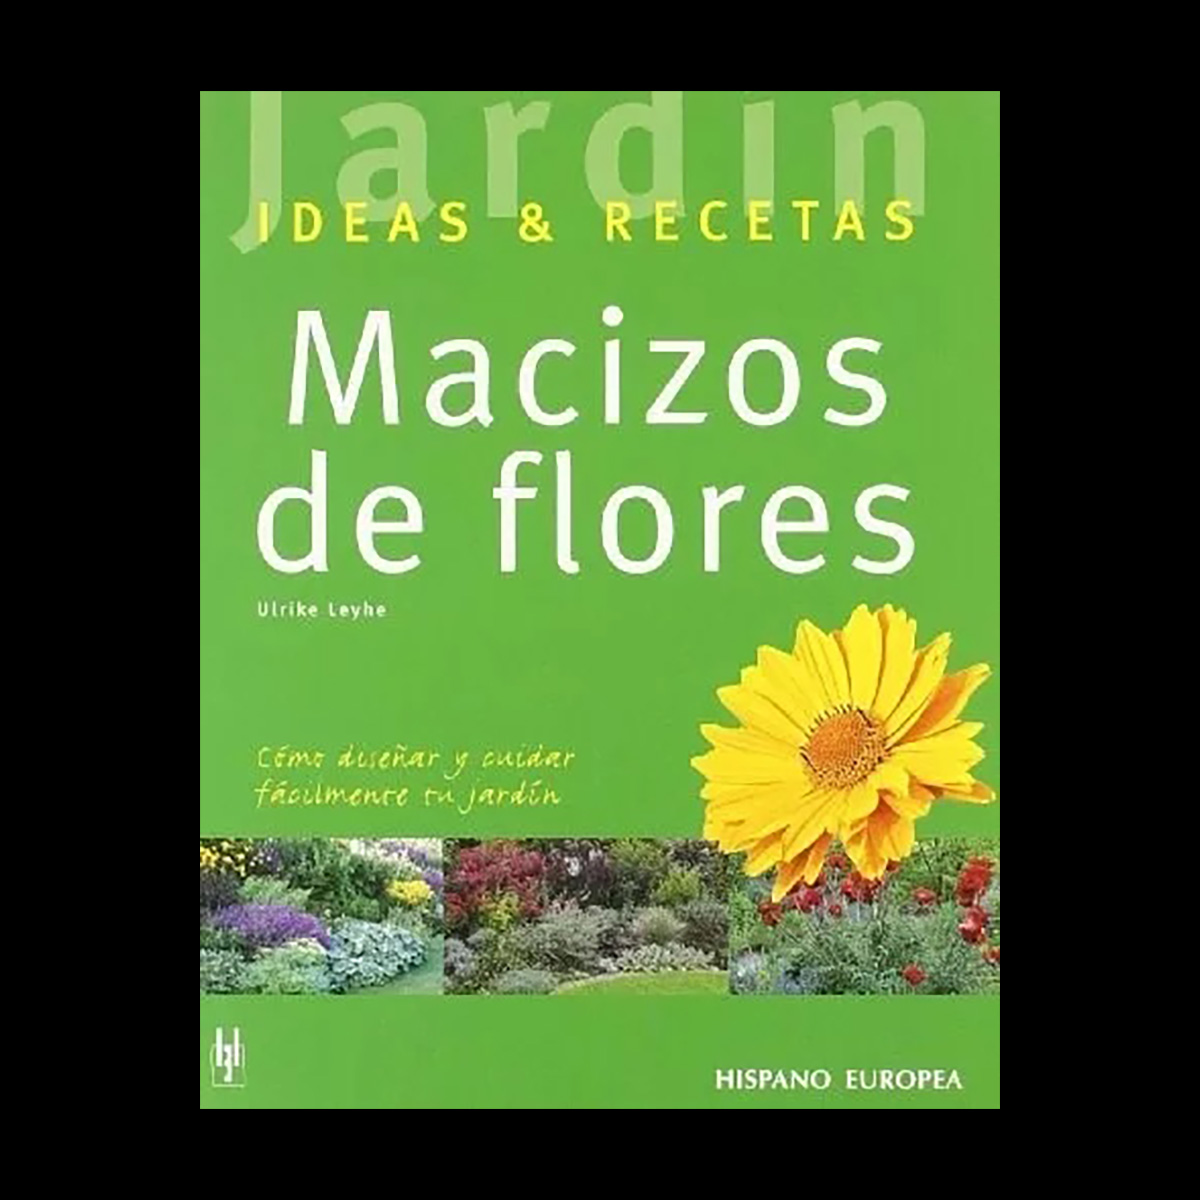 Jardín
IDEAS & RECETAS
Macizos
de flores
Ulrike Leyhe
Cómo diseñar y cuidar
fácilmente tu jardín
HISPANO EUROPEA